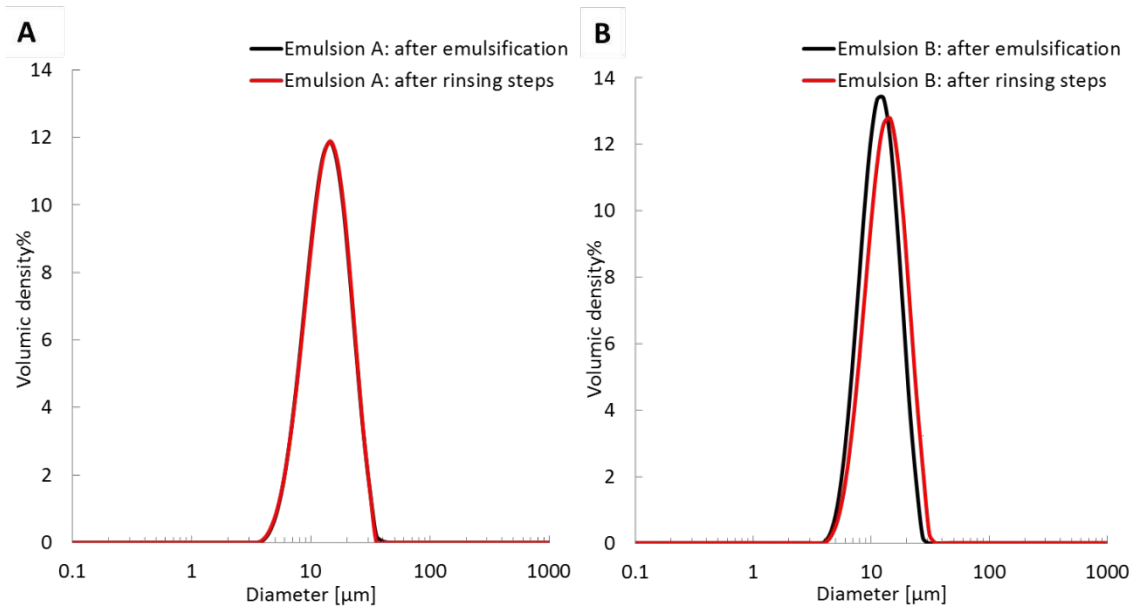 A
Emulsion A: after emulsification
Emulsion A: after rinsing steps
14
12
10
8
6
4
2
0
Volumic density%
0.1 1 10 100 1000
Diameter [µm]
B
Emulsion B: after emulsification
Emulsion B: after rinsing steps
14
12
10
8
6
4
2
0
Volumic density%
0.1 1 10 100 1000
Diameter [µm]